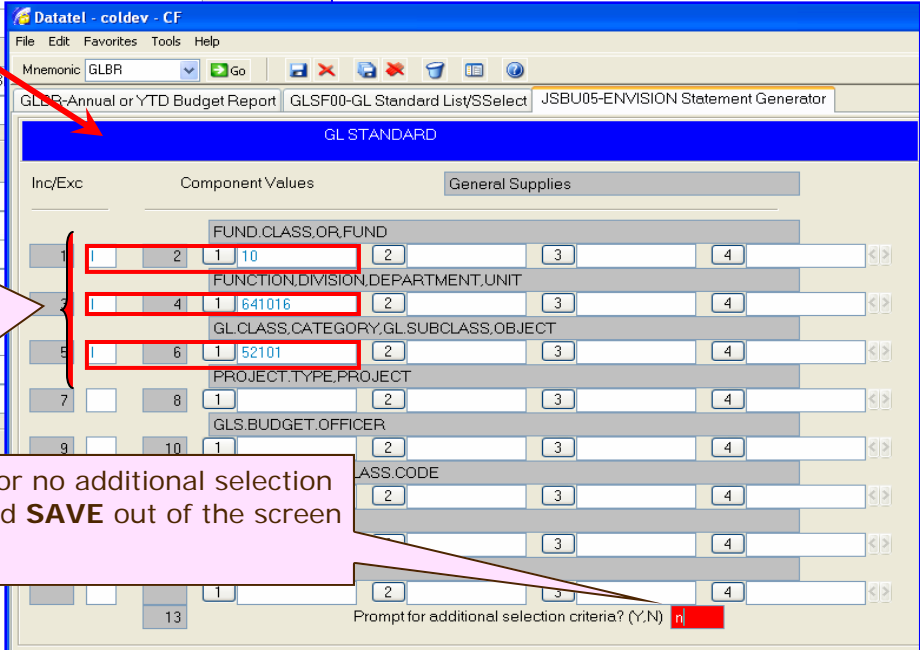 Datatel - coldev - CF
File Edit Favorites Tools Help
Mnemonic GLBR Go
GLBR-Annual or YTD Budget Report GLSF00-GL Standard List/SSelect JSBU05-ENVISION Statement Generator
GL STANDARD
Inc/Exc Component Values General Supplies
FUND.CLASS,OR,FUND
1 I 2 1 10 2 3 4
FUNCTION,DIVISION,DEPARTMENT,UNIT
3 I 4 1 641016 2 3 4
GL.CLASS,CATEGORY,GL.SUBCLASS,OBJECT
5 I 6 1 52101 2 3 4
PROJECT.TYPE,PROJECT
7 8 1 2 3 4
GLS.BUDGET.OFFICER
9 10 1 2 3 4
or no additional selection
d SAVE out of the screen
ASS.CODE
2 3 4
3 4
1 2 3 4
13 Prompt for additional selection criteria? (Y,N) n